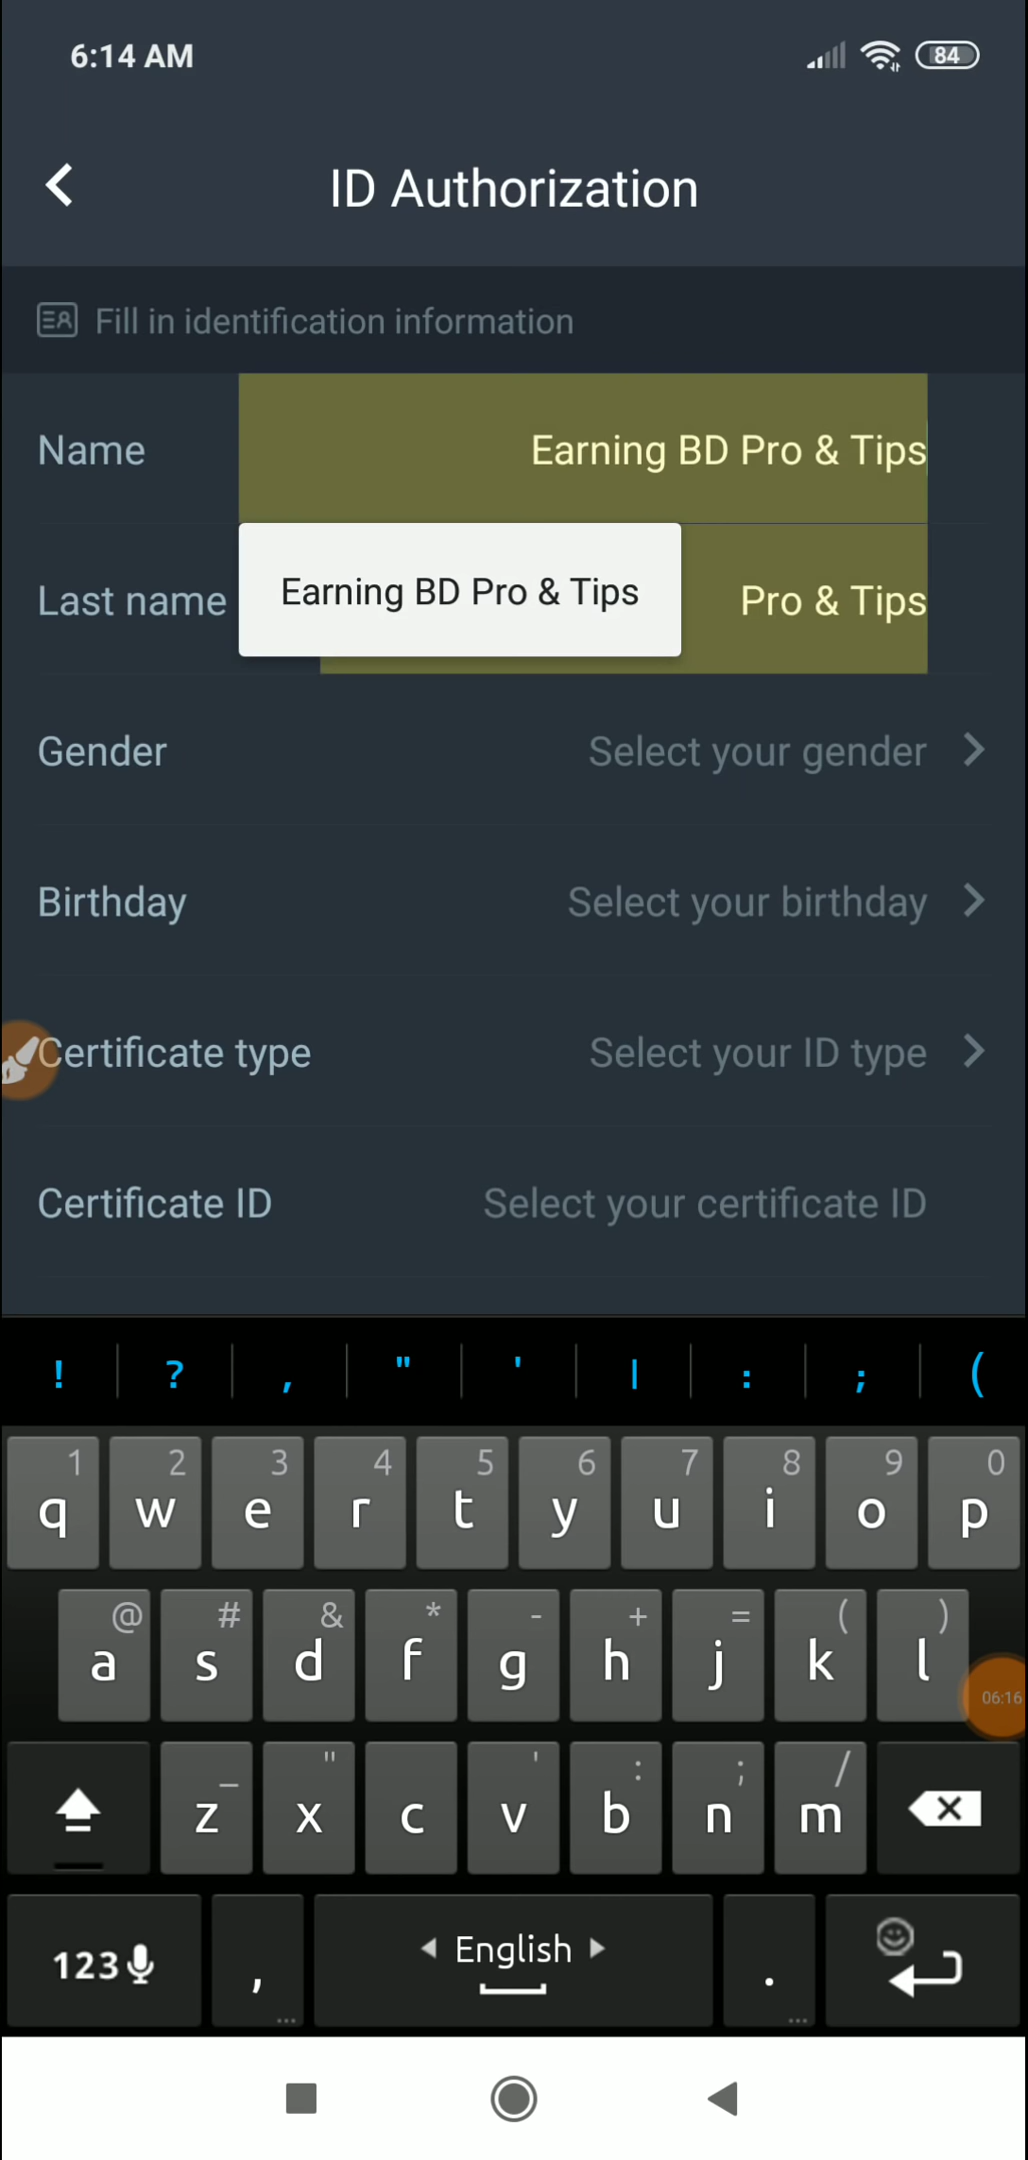 6:14 AM
84
ID Authorization
Fill in identification information
Name Earning BD Pro & Tips
Earning BD Pro & Tips
Last name Pro & Tips
Gender Select your gender
Birthday Select your birthday
Certificate type Select your ID type
Certificate ID Select your certificate ID
! ? , " ' | : ; (
1 2 3 4 5 6 7 8 9 0
q w e r t y u i o p
@ # & * - + = ( )
a s d f g h j k l
06:16
_ " ' : ; /
z x c v b n m
123 , English .